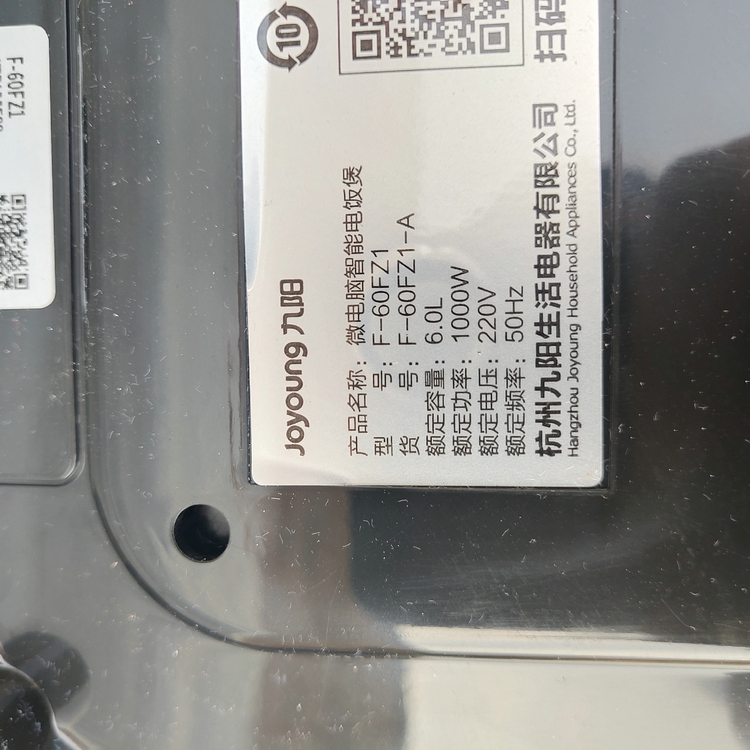 F-60FZ1
10
扫码
Joyoung 九阳
产品名称：微电脑智能电饭煲
型　　号：F-60FZ1
货　　号：F-60FZ1-A
额定容量：6.0L
额定功率：1000W
额定电压：220V
额定频率：50Hz
杭州九阳生活电器有限公司
Hangzhou Joyoung Household Appliances Co., Ltd.